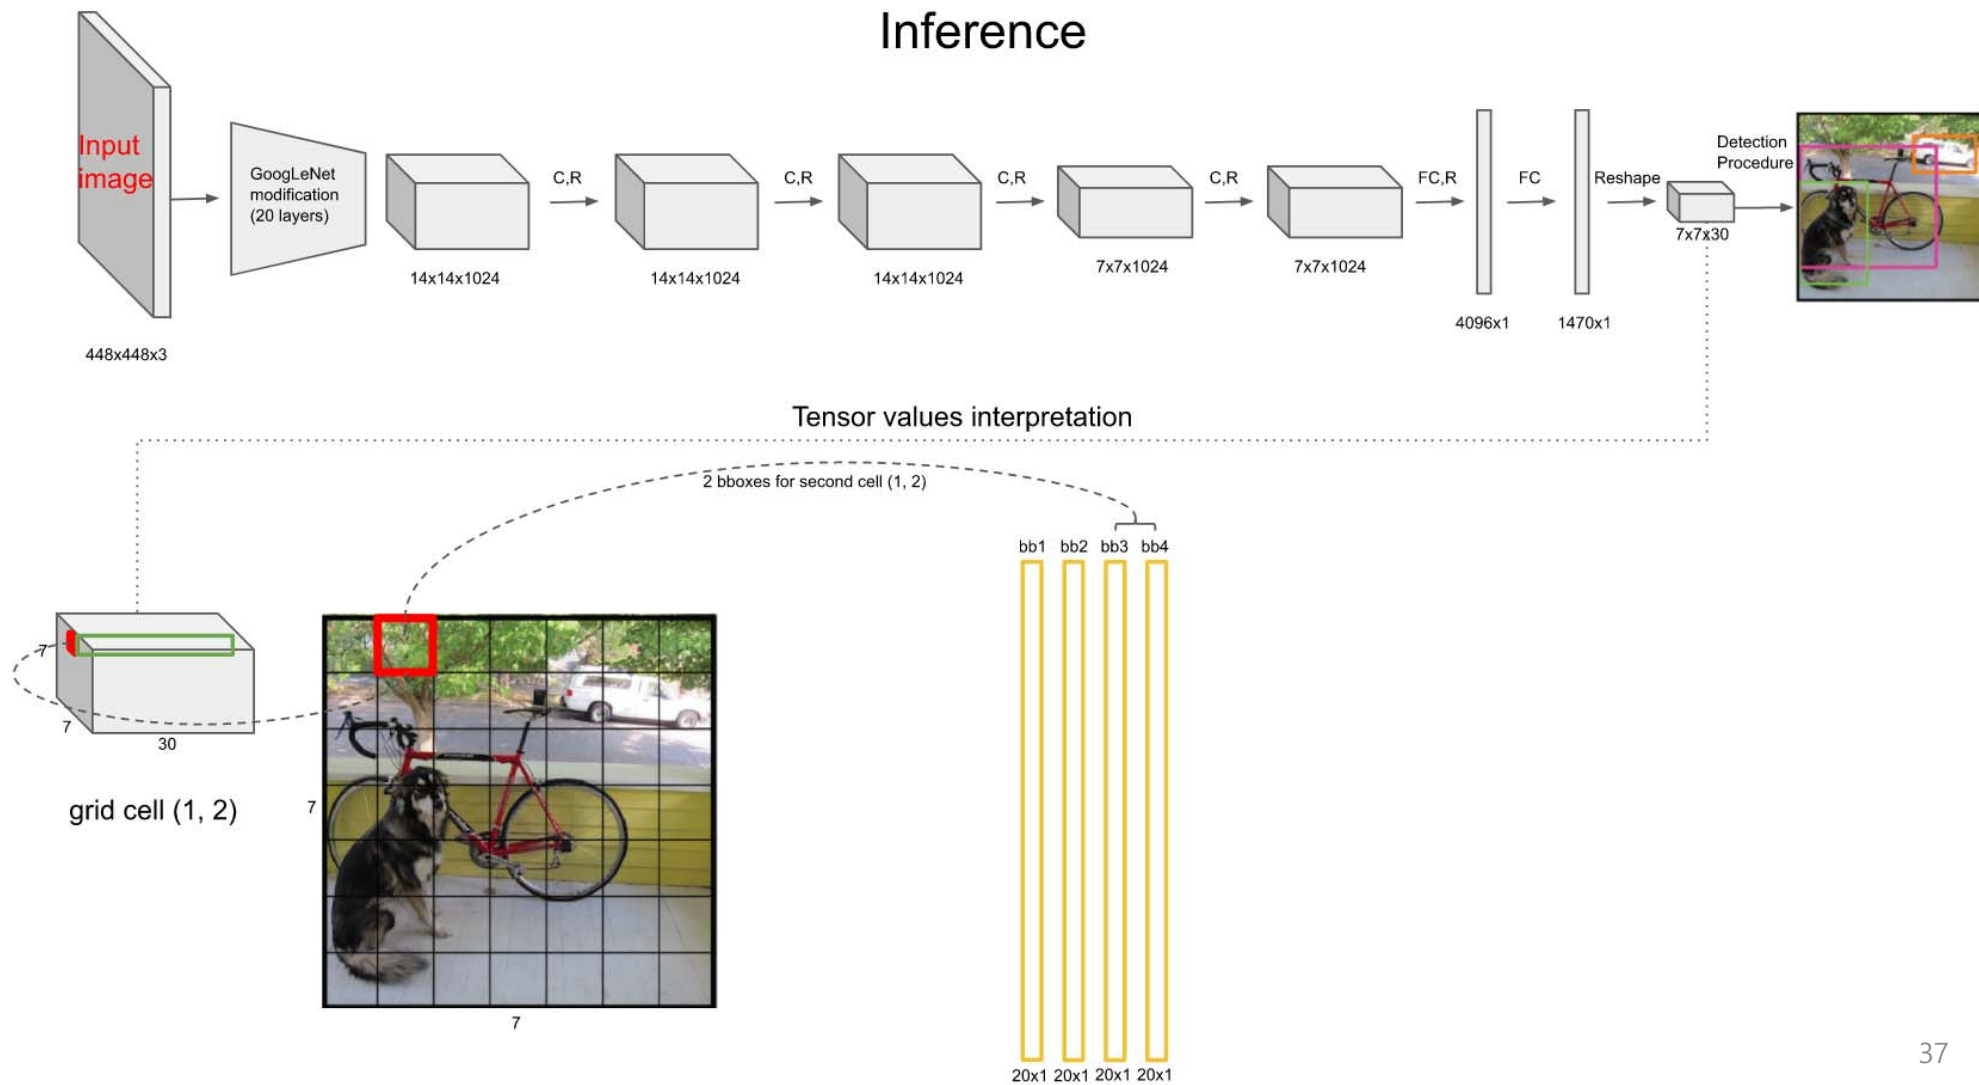 Inference
Input
image
448x448x3
GoogLeNet
modification
(20 layers)
14x14x1024
C,R
14x14x1024
C,R
14x14x1024
C,R
7x7x1024
C,R
7x7x1024
FC,R
4096x1
FC
1470x1
Reshape
7x7x30
Detection
Procedure
Tensor values interpretation
2 bboxes for second cell (1, 2)
bb1 bb2 bb3 bb4
7
7
30
grid cell (1, 2)
7
7
20x1 20x1 20x1 20x1
37